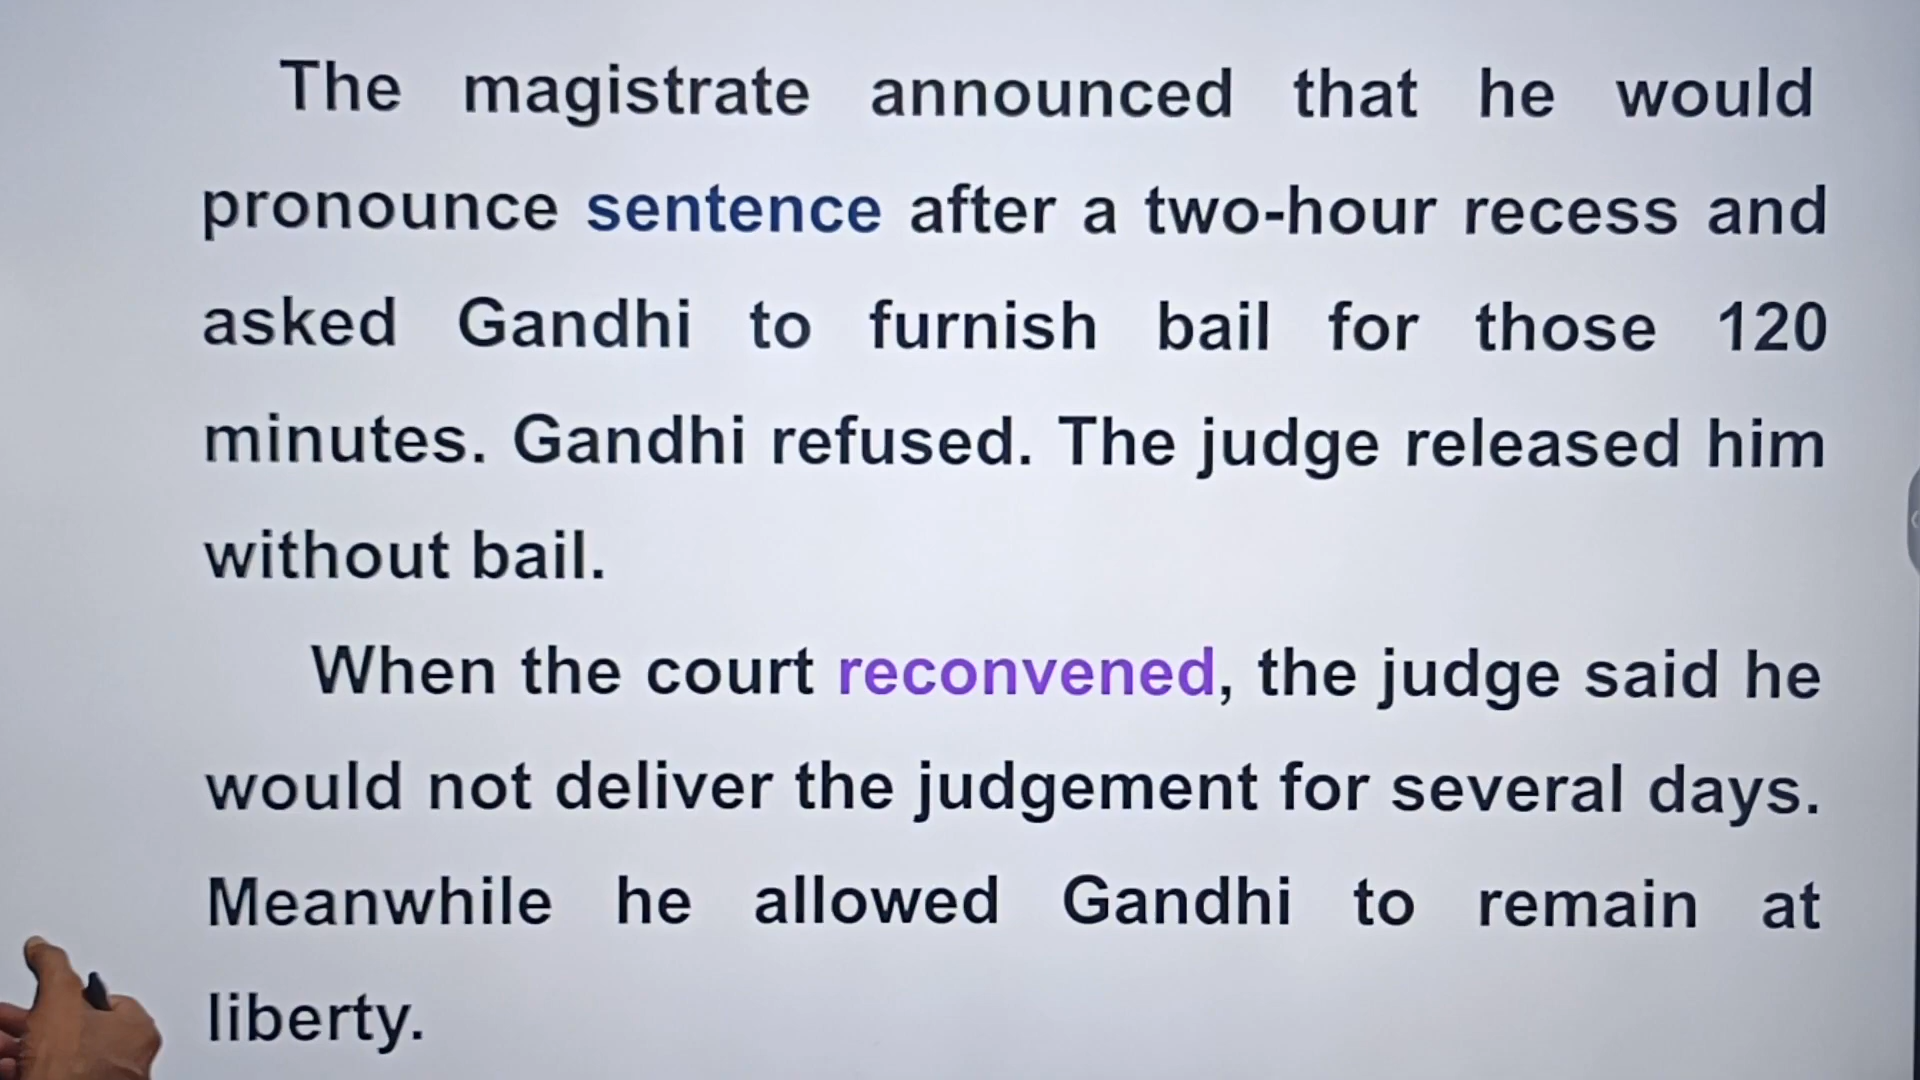 The magistrate announced that he would
pronounce sentence after a two-hour recess and
asked Gandhi to furnish bail for those 120
minutes. Gandhi refused. The judge released him
without bail.
When the court reconvened, the judge said he
would not deliver the judgement for several days.
Meanwhile he allowed Gandhi to remain at
liberty.